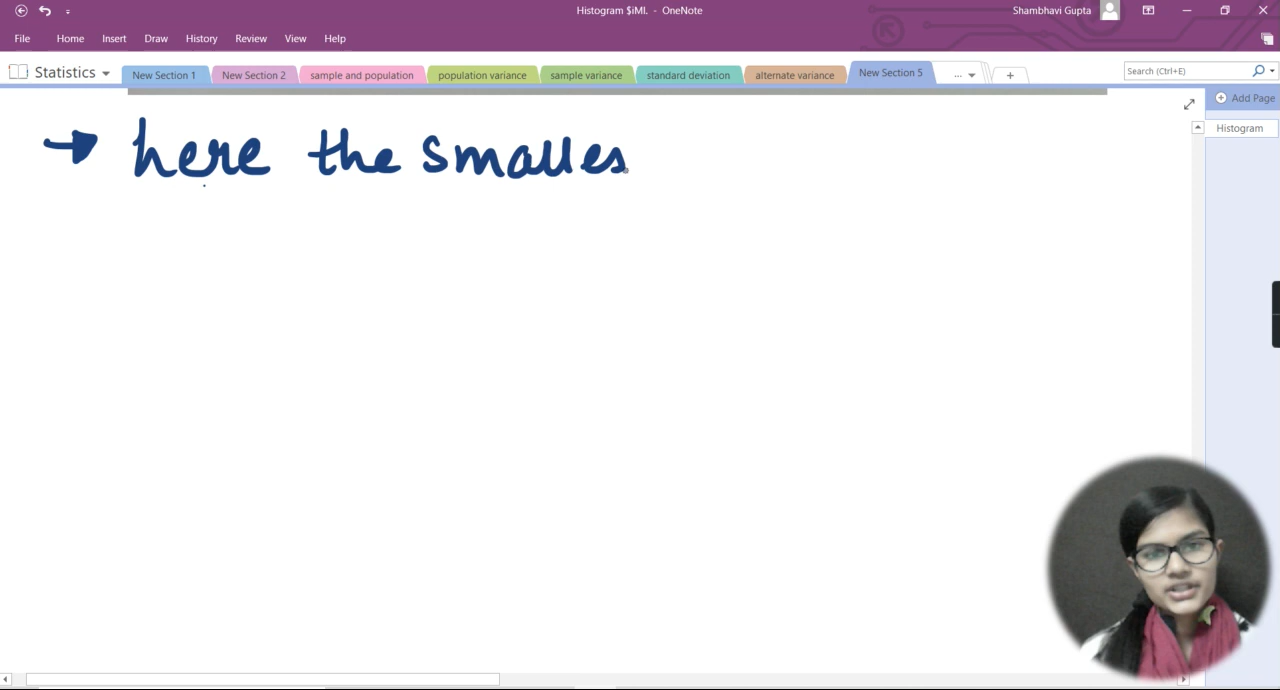 Histogram $iML - OneNote
Shambhavi Gupta
File Home Insert Draw History Review View Help
Statistics
New Section 1 New Section 2 sample and population population variance sample variance standard deviation alternate variance New Section 5 ...
Search (Ctrl+E)
Add Page
Histogram
here the smalles